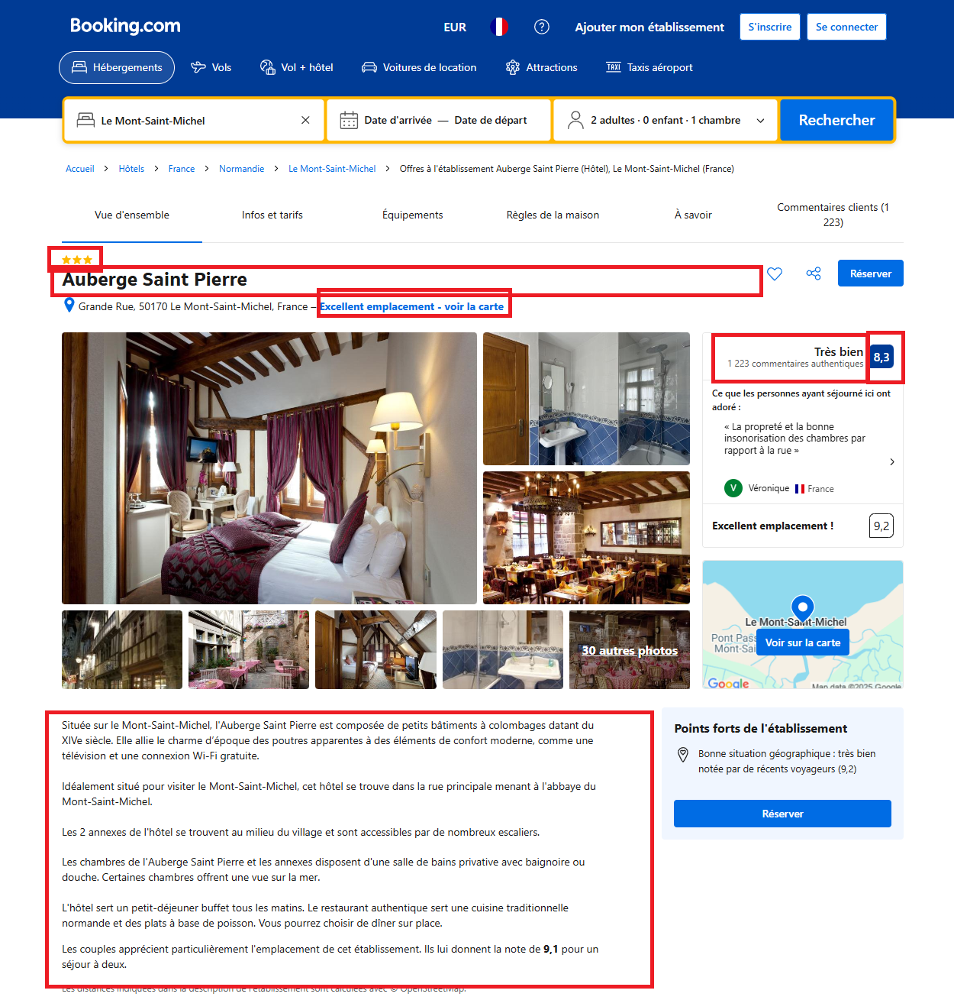 Booking.com
EUR
Ajouter mon établissement
S'inscrire
Se connecter
Hébergements
Vols
Vol + hôtel
Voitures de location
Attractions
TAXI
Taxis aéroport
Le Mont-Saint-Michel
Date d'arrivée — Date de départ
2 adultes · 0 enfant · 1 chambre
Rechercher
Accueil > Hôtels > France > Normandie > Le Mont-Saint-Michel > Offres à l'établissement Auberge Saint Pierre (Hôtel), Le Mont-Saint-Michel (France)
Vue d'ensemble
Infos et tarifs
Équipements
Règles de la maison
À savoir
Commentaires clients (1
223)
Auberge Saint Pierre
Réserver
Grande Rue, 50170 Le Mont-Saint-Michel, France – Excellent emplacement - voir la carte
Très bien
1 223 commentaires authentiques
8,3
Ce que les personnes ayant séjourné ici ont
adoré :
« La propreté et la bonne
insonorisation des chambres par
rapport à la rue »
V
Véronique
France
Excellent emplacement !
9,2
Le Mont-Saint-Michel
Pont Pass
Mont-Sai
Voir sur la carte
Google
Map data ©2025 Google
30 autres photos
Située sur le Mont-Saint-Michel, l'Auberge Saint Pierre est composée de petits bâtiments à colombages datant du
XIVe siècle. Elle allie le charme d’époque des poutres apparentes à des éléments de confort moderne, comme une
télévision et une connexion Wi-Fi gratuite.
Idéalement situé pour visiter le Mont-Saint-Michel, cet hôtel se trouve dans la rue principale menant à l'abbaye du
Mont-Saint-Michel.
Les 2 annexes de l'hôtel se trouvent au milieu du village et sont accessibles par de nombreux escaliers.
Les chambres de l'Auberge Saint Pierre et les annexes disposent d'une salle de bains privative avec baignoire ou
douche. Certaines chambres offrent une vue sur la mer.
L'hôtel sert un petit-déjeuner buffet tous les matins. Le restaurant authentique sert une cuisine traditionnelle
normande et des plats à base de poisson. Vous pourrez choisir de dîner sur place.
Les couples apprécient particulièrement l'emplacement de cet établissement. Ils lui donnent la note de 9,1 pour un
séjour à deux.
Les distances indiquées dans la description de l'établissement sont calculées avec © OpenStreetMap.
Points forts de l'établissement
Bonne situation géographique : très bien
notée par de récents voyageurs (9,2)
Réserver